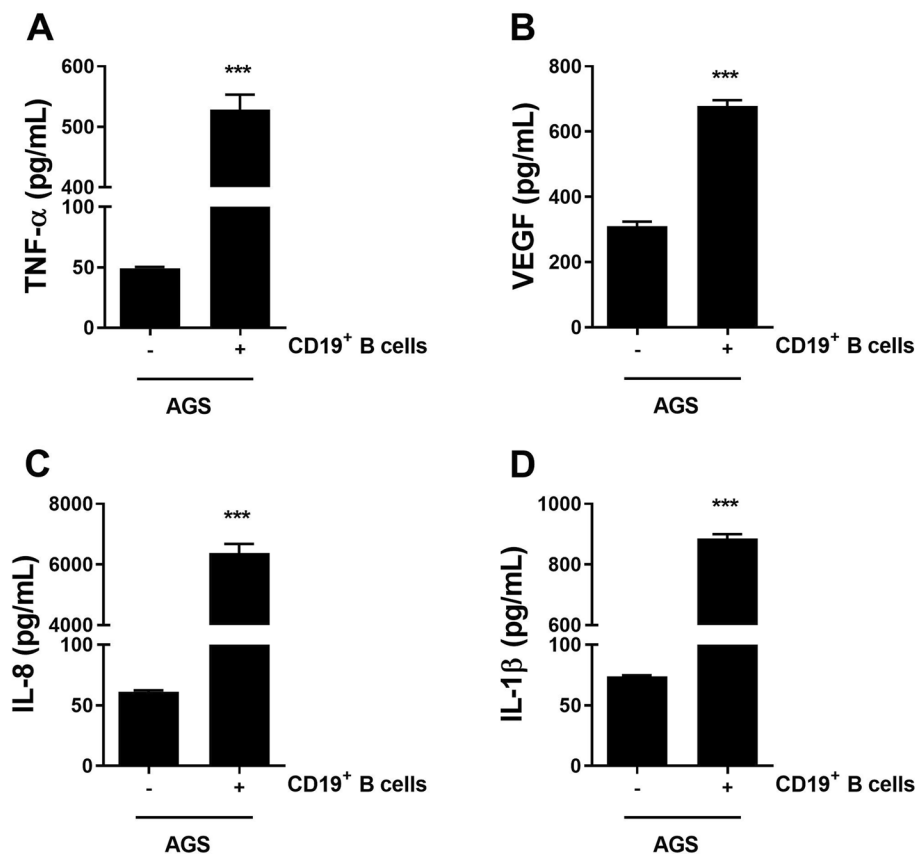 A
TNF-α (pg/mL)
600
500
400
100
50
0
***
- + CD19+ B cells
AGS
B
VEGF (pg/mL)
800
600
400
200
0
***
- + CD19+ B cells
AGS
C
IL-8 (pg/mL)
8000
6000
4000
100
50
0
***
- + CD19+ B cells
AGS
D
IL-1β (pg/mL)
1000
800
600
100
50
0
***
- + CD19+ B cells
AGS